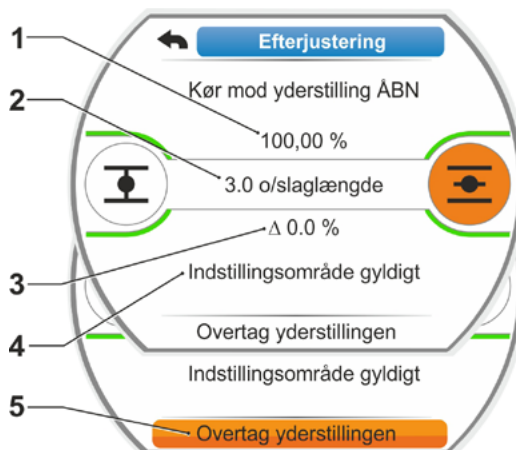 Efterjustering
Kør mod yderstilling ÅBN
1
100,00 %
2
3.0 o/slaglængde
Δ 0.0 %
3
Indstillingsområde gyldigt
4
Overtag yderstillingen
Indstillingsområde gyldigt
5
Overtag yderstillingen